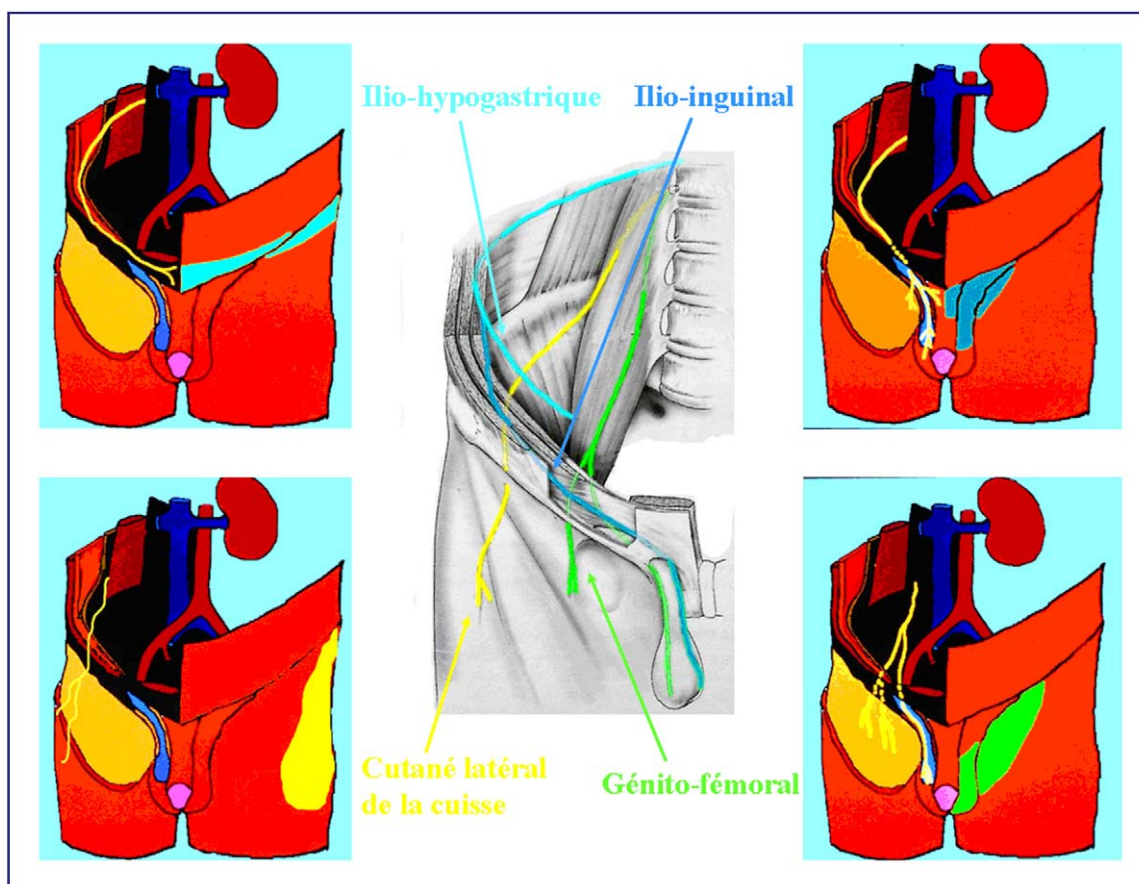 Ilio-hypogastrique
Ilio-inguinal
Cutané latéral
de la cuisse
Génito-fémoral